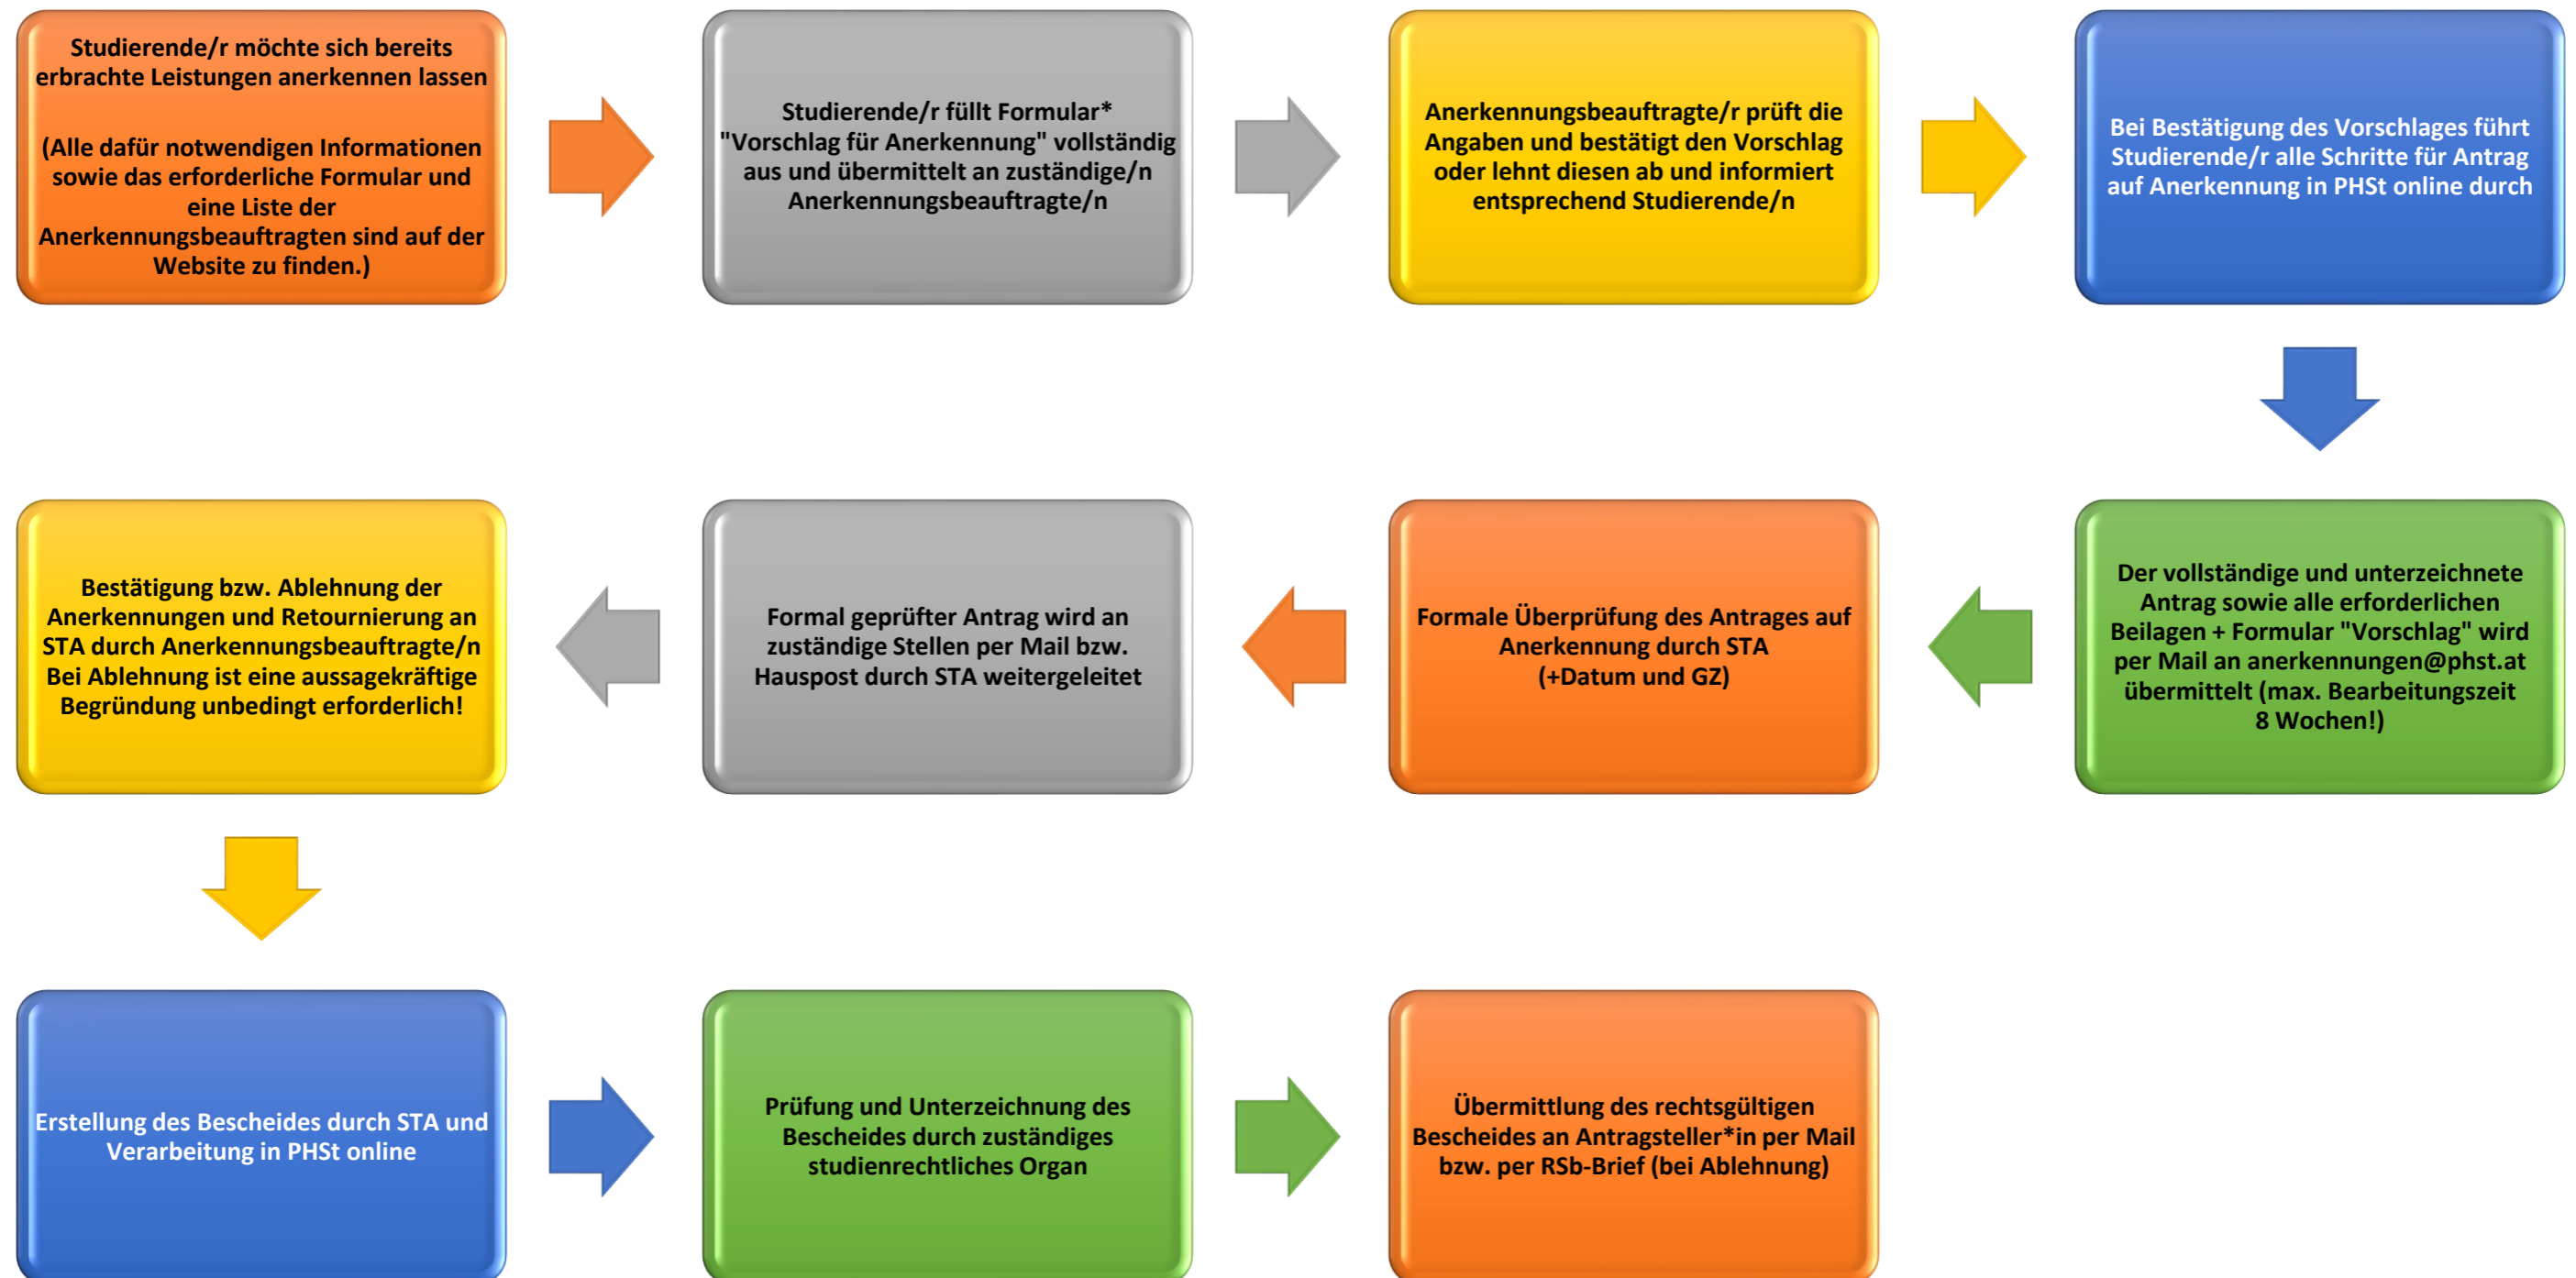 Studierende/r möchte sich bereits
erbrachte Leistungen anerkennen lassen
(Alle dafür notwendigen Informationen
sowie das erforderliche Formular und
eine Liste der
Anerkennungsbeauftragten sind auf der
Website zu finden.)
Studierende/r füllt Formular*
"Vorschlag für Anerkennung" vollständig
aus und übermittelt an zuständige/n
Anerkennungsbeauftragte/n
Anerkennungsbeauftragte/r prüft die
Angaben und bestätigt den Vorschlag
oder lehnt diesen ab und informiert
entsprechend Studierende/n
Bei Bestätigung des Vorschlages führt
Studierende/r alle Schritte für Antrag
auf Anerkennung in PHSt online durch
Der vollständige und unterzeichnete
Antrag sowie alle erforderlichen
Beilagen + Formular "Vorschlag" wird
per Mail an anerkennungen@phst.at
übermittelt (max. Bearbeitungszeit
8 Wochen!)
Formale Überprüfung des Antrages auf
Anerkennung durch STA
(+Datum und GZ)
Formal geprüfter Antrag wird an
zuständige Stellen per Mail bzw.
Hauspost durch STA weitergeleitet
Bestätigung bzw. Ablehnung der
Anerkennungen und Retournierung an
STA durch Anerkennungsbeauftragte/n
Bei Ablehnung ist eine aussagekräftige
Begründung unbedingt erforderlich!
Erstellung des Bescheides durch STA und
Verarbeitung in PHSt online
Prüfung und Unterzeichnung des
Bescheides durch zuständiges
studienrechtliches Organ
Übermittlung des rechtsgültigen
Bescheides an Antragsteller*in per Mail
bzw. per RSb-Brief (bei Ablehnung)